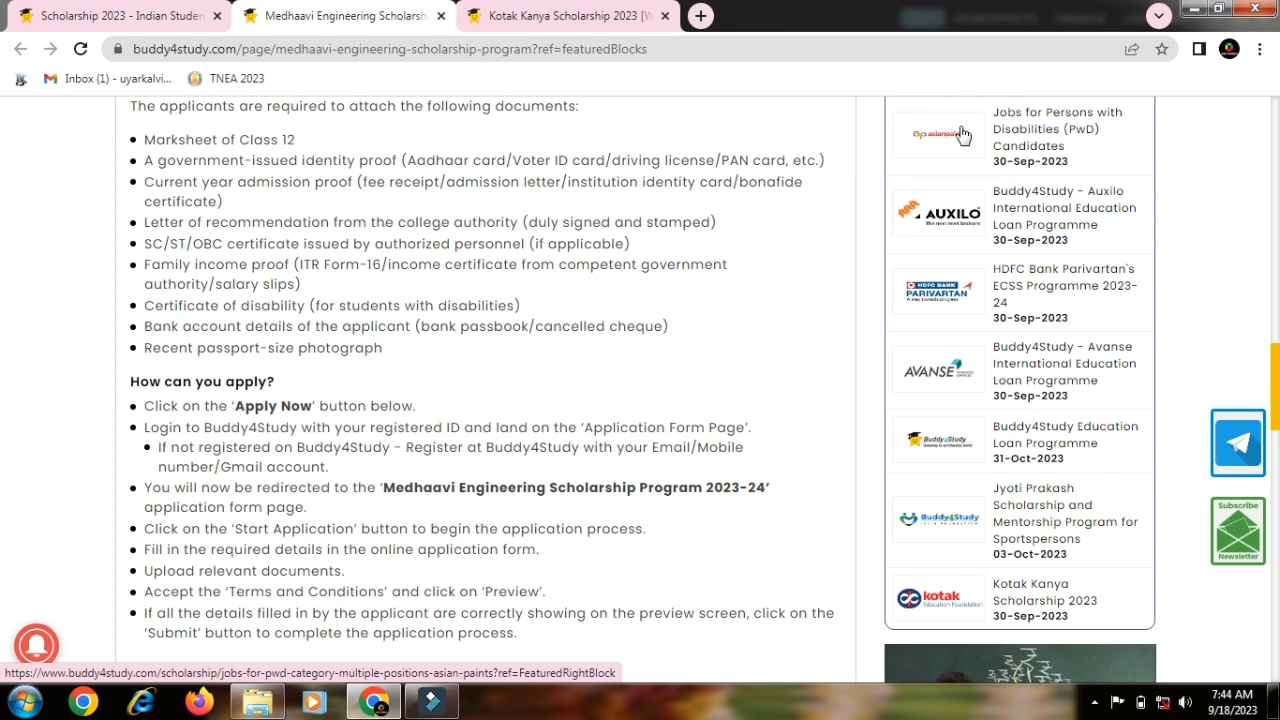 Scholarship 2023 - Indian Studen
Medhaavi Engineering Scholarsh
Kotak Kanya Scholarship 2023 [W
buddy4study.com/page/medhaavi-engineering-scholarship-program?ref=featuredBlocks
Inbox (1) - uyarkalvi...
TNEA 2023
The applicants are required to attach the following documents:
Marksheet of Class 12
A government-issued identity proof (Aadhaar card/Voter ID card/driving license/PAN card, etc.)
Current year admission proof (fee receipt/admission letter/institution identity card/bonafide
certificate)
Letter of recommendation from the college authority (duly signed and stamped)
SC/ST/OBC certificate issued by authorized personnel (if applicable)
Family income proof (ITR Form-16/income certificate from competent government
authority/salary slips)
Certificate of disability (for students with disabilities)
Bank account details of the applicant (bank passbook/cancelled cheque)
Recent passport-size photograph
How can you apply?
Click on the ‘Apply Now’ button below.
Login to Buddy4Study with your registered ID and land on the ‘Application Form Page’.
If not registered on Buddy4Study - Register at Buddy4Study with your Email/Mobile
number/Gmail account.
You will now be redirected to the ‘Medhaavi Engineering Scholarship Program 2023-24’
application form page.
Click on the ‘Start Application’ button to begin the application process.
Fill in the required details in the online application form.
Upload relevant documents.
Accept the ‘Terms and Conditions’ and click on ‘Preview’.
If all the details filled in by the applicant are correctly showing on the preview screen, click on the
‘Submit’ button to complete the application process.
Jobs for Persons with
Disabilities (PwD)
Candidates
30-Sep-2023
AUXILO
The next level lenders
Buddy4Study - Auxilo
International Education
Loan Programme
30-Sep-2023
HDFC BANK
PARIVARTAN
A step towards progress
HDFC Bank Parivartan's
ECSS Programme 2023-
24
30-Sep-2023
AVANSE
FINANCIAL SERVICES
Buddy4Study - Avanse
International Education
Loan Programme
30-Sep-2023
Buddy4Study
Buddy4Study Education
Loan Programme
31-Oct-2023
Buddy4Study
INDIA FOUNDATION
Jyoti Prakash
Scholarship and
Mentorship Program for
Sportspersons
03-Oct-2023
kotak
Education Foundation
Kotak Kanya
Scholarship 2023
30-Sep-2023
Subscribe
Newsletter
https://www.buddy4study.com/scholarship/jobs-for-pwd-category-multiple-positions-asian-paints?ref=FeaturedRightBlock
7:44 AM
9/18/2023